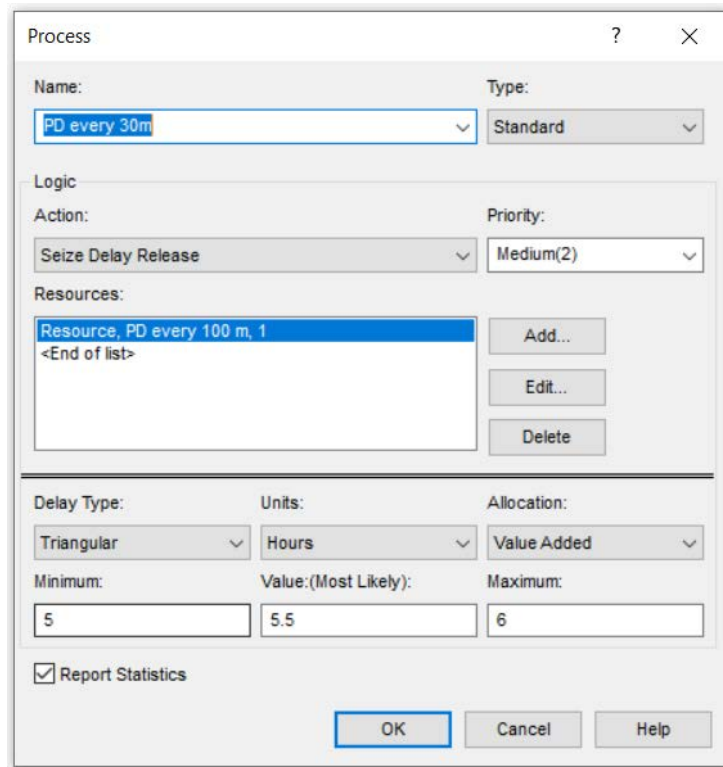 Process ?
Name: Type:
PD every 30m Standard
Logic
Action: Priority:
Seize Delay Release Medium(2)
Resources:
Resource, PD every 100 m, 1
<End of list>
Add...
Edit...
Delete
Delay Type: Units: Allocation:
Triangular Hours Value Added
Minimum: Value:(Most Likely): Maximum:
5 5.5 6
Report Statistics
OK Cancel Help